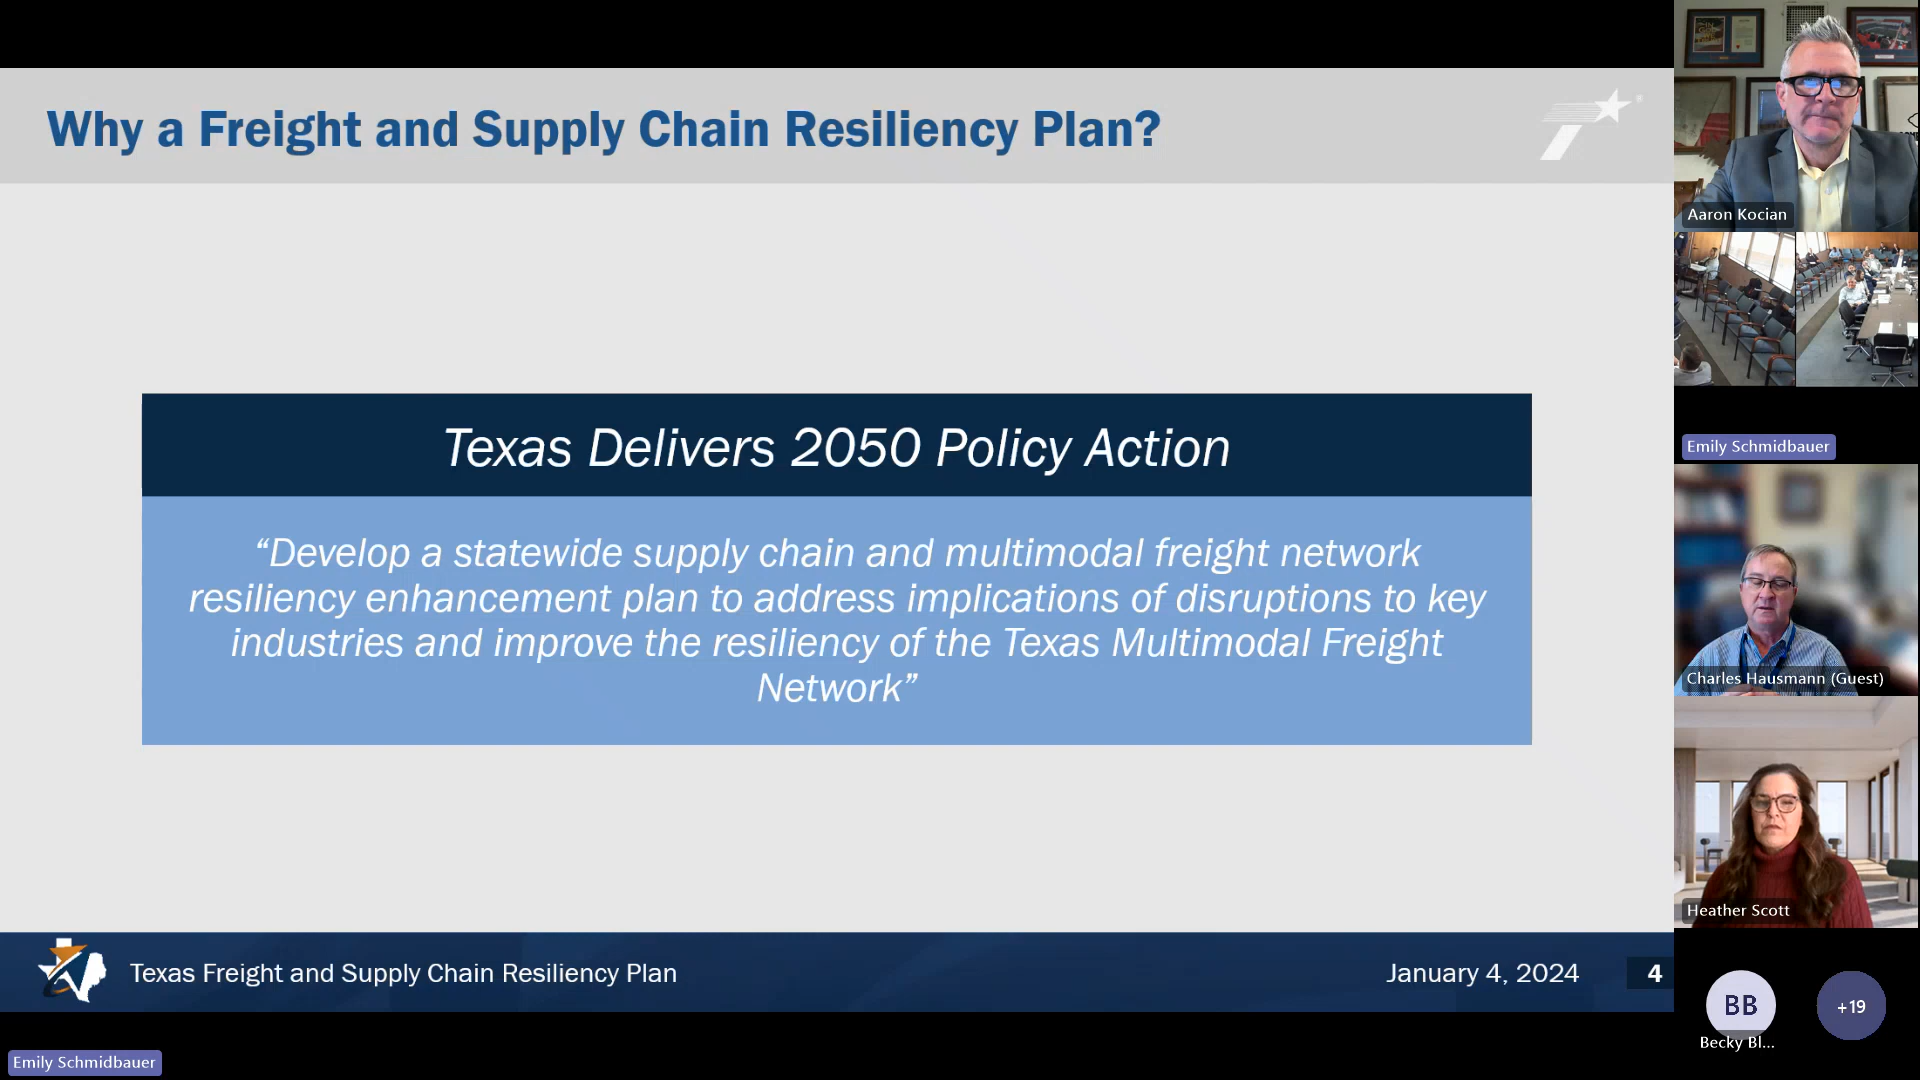 Why a Freight and Supply Chain Resiliency Plan?
Texas Delivers 2050 Policy Action
“Develop a statewide supply chain and multimodal freight network
resiliency enhancement plan to address implications of disruptions to key
industries and improve the resiliency of the Texas Multimodal Freight
Network”
Texas Freight and Supply Chain Resiliency Plan
January 4, 2024
4
Emily Schmidbauer
Aaron Kocian
Emily Schmidbauer
Charles Hausmann (Guest)
Heather Scott
BB
Becky Bl...
+19